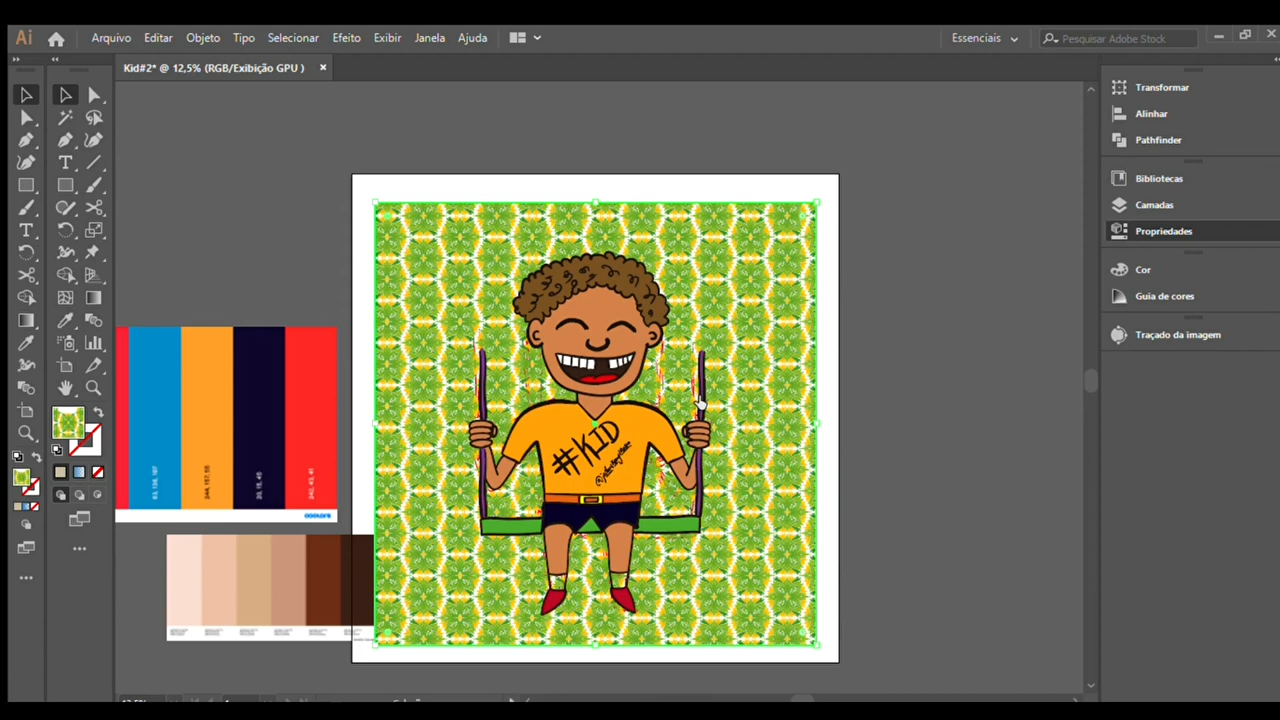 Ai
Arquivo Editar Objeto Tipo Selecionar Efeito Exibir Janela Ajuda
Essenciais
Pesquisar Adobe Stock
Kid#2* @ 12,5% (RGB/Exibição GPU )
Transformar
Alinhar
Pathfinder
Bibliotecas
Camadas
Propriedades
Cor
Guia de cores
Traçado da imagem
#KID
coolors